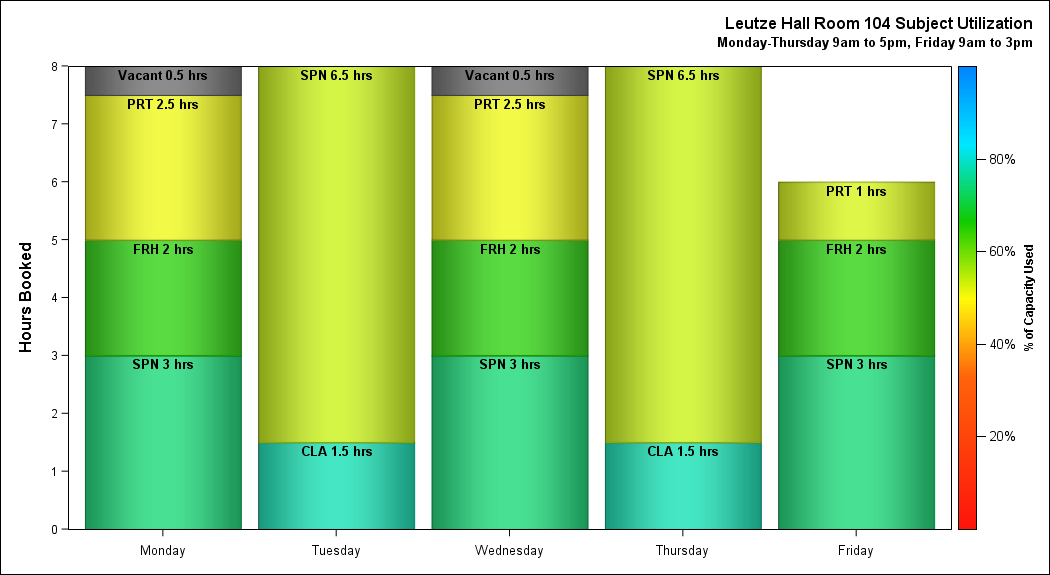 Leutze Hall Room 104 Subject Utilization
Monday-Thursday 9am to 5pm, Friday 9am to 3pm
Hours Booked
8
7
6
5
4
3
2
1
0
Vacant 0.5 hrs
PRT 2.5 hrs
FRH 2 hrs
SPN 3 hrs
Monday
SPN 6.5 hrs
CLA 1.5 hrs
Tuesday
Vacant 0.5 hrs
PRT 2.5 hrs
FRH 2 hrs
SPN 3 hrs
Wednesday
SPN 6.5 hrs
CLA 1.5 hrs
Thursday
PRT 1 hrs
FRH 2 hrs
SPN 3 hrs
Friday
80%
60%
40%
20%
% of Capacity Used